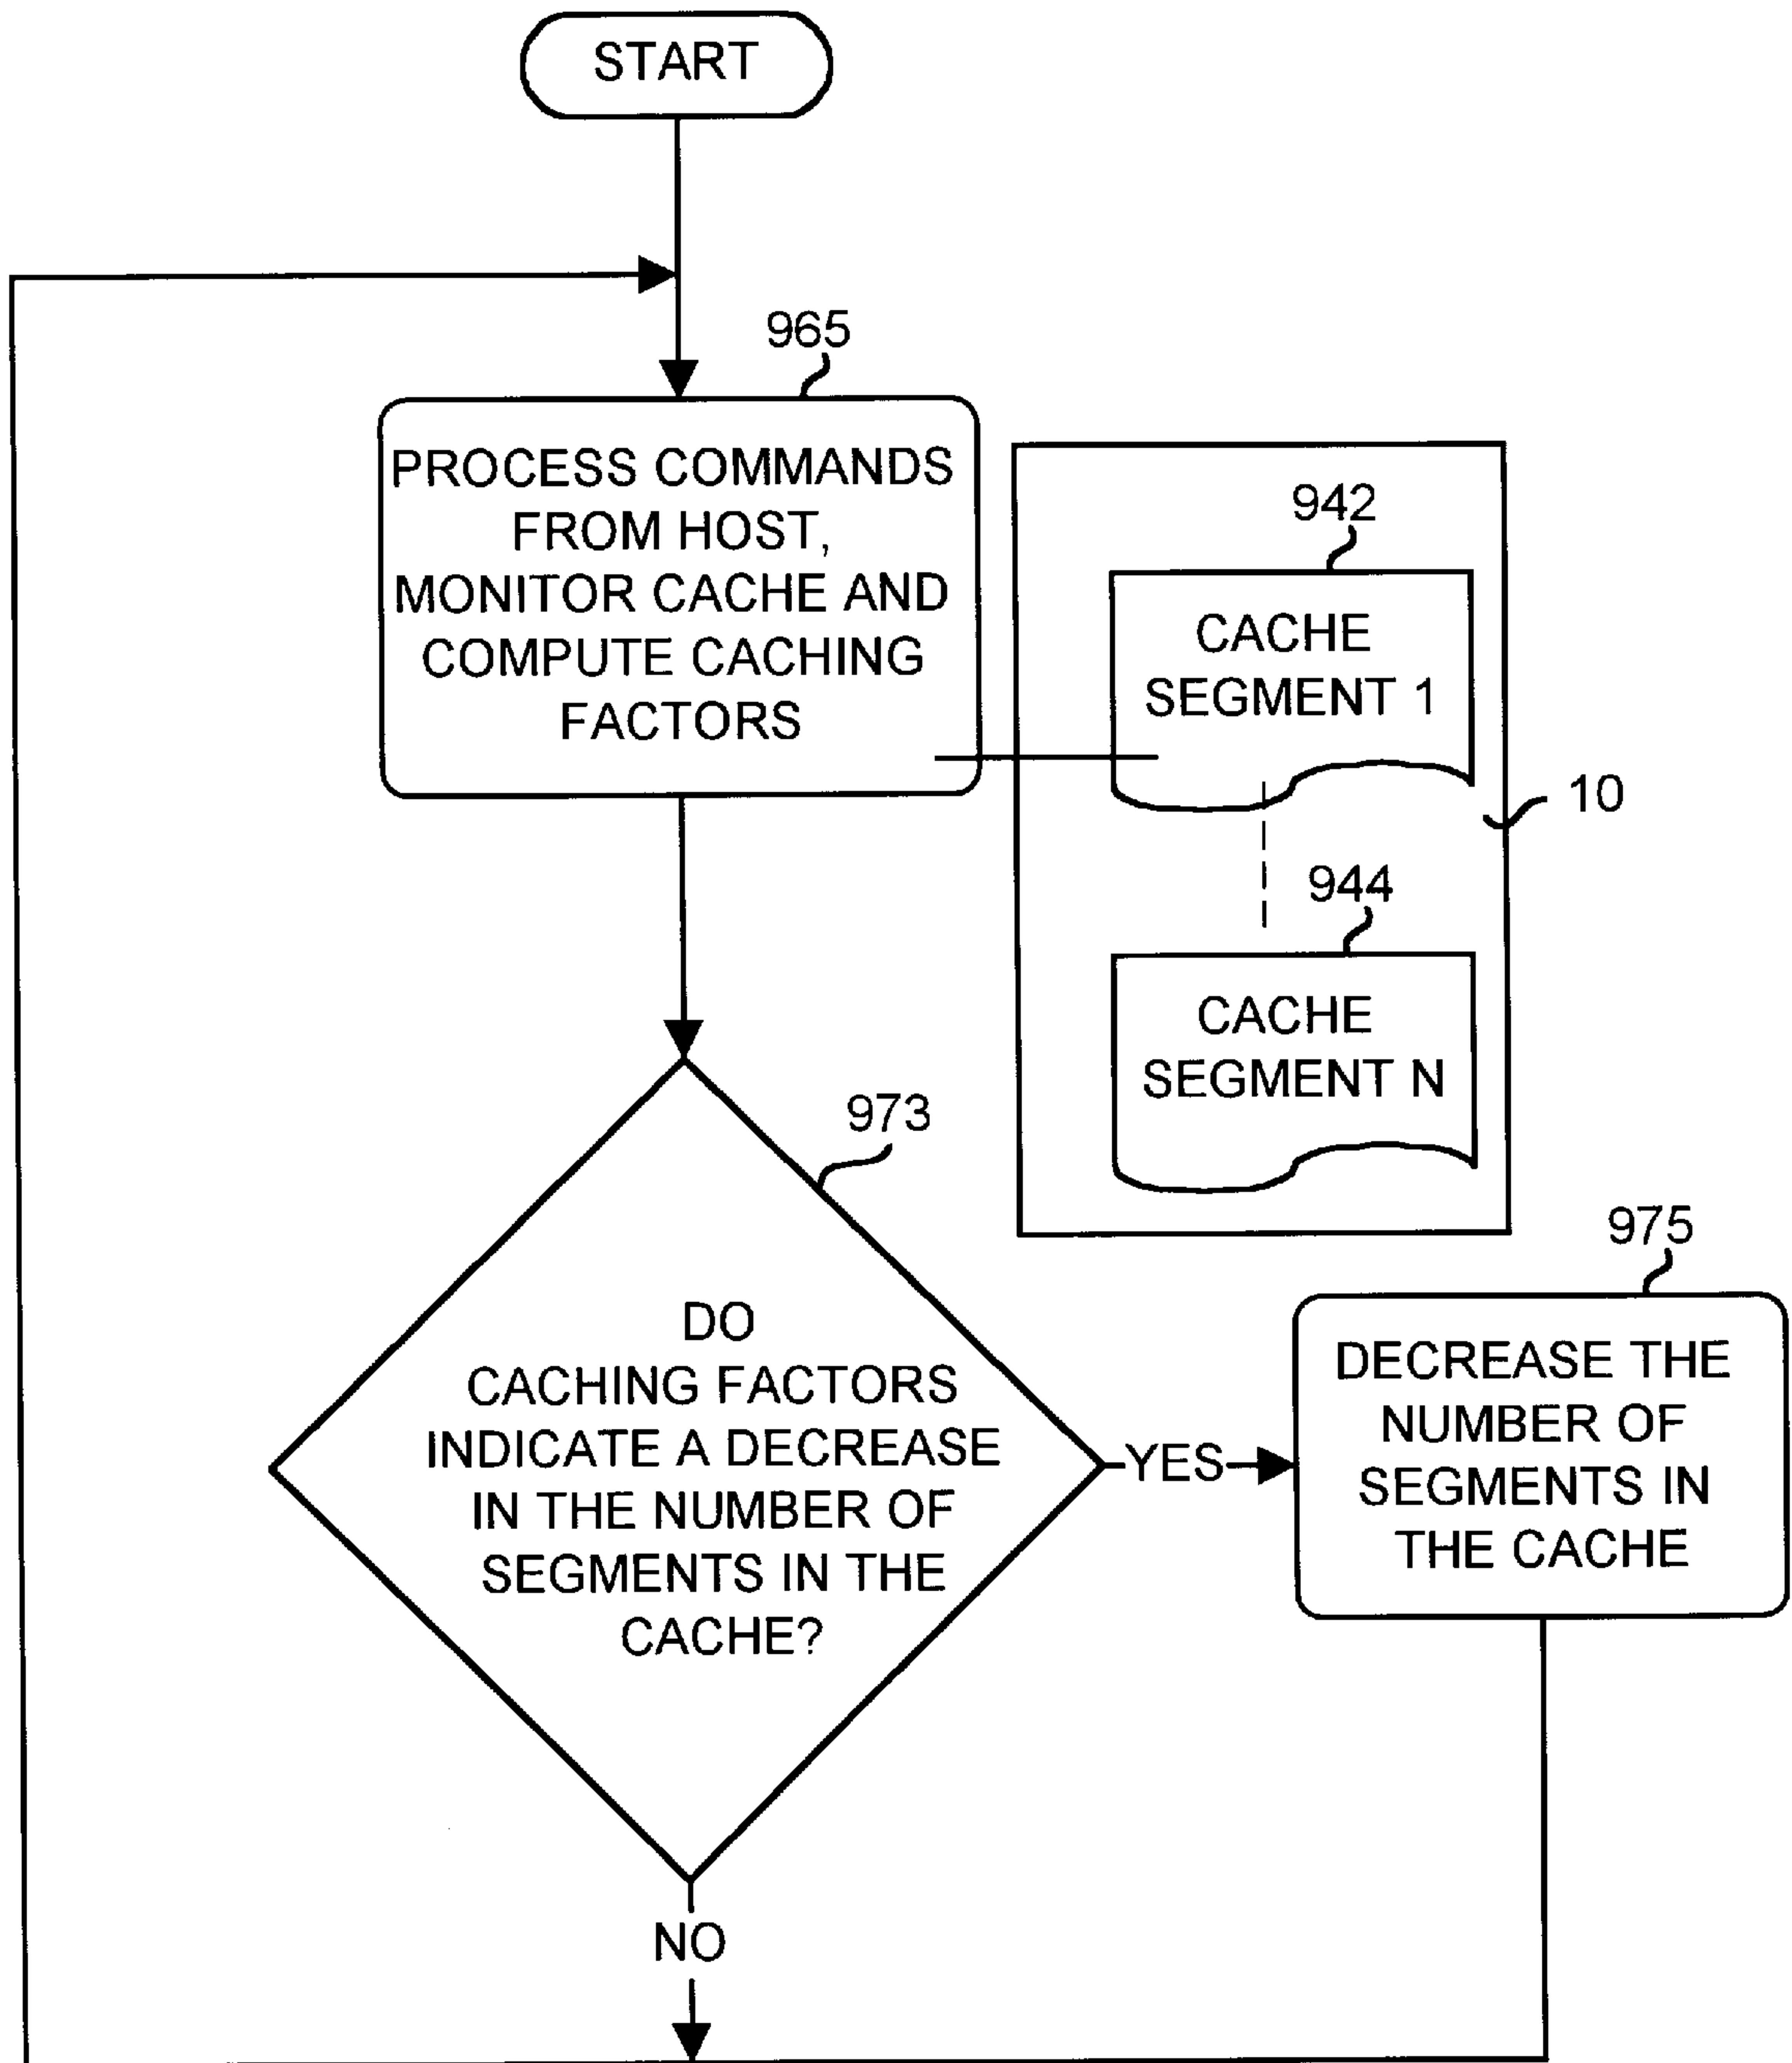 START
965
PROCESS COMMANDS
FROM HOST,
MONITOR CACHE AND
COMPUTE CACHING
FACTORS
942
CACHE
SEGMENT 1
10
944
CACHE
SEGMENT N
973
DO
CACHING FACTORS
INDICATE A DECREASE
IN THE NUMBER OF
SEGMENTS IN THE
CACHE?
YES
975
DECREASE THE
NUMBER OF
SEGMENTS IN
THE CACHE
NO